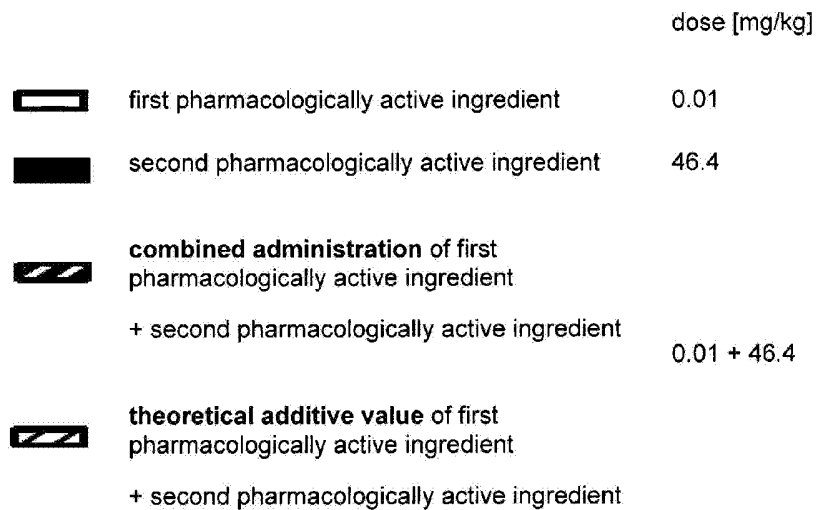 dose [mg/kg]
first pharmacologically active ingredient 0.01
second pharmacologically active ingredient 46.4
combined administration of first
pharmacologically active ingredient
+ second pharmacologically active ingredient
0.01 + 46.4
theoretical additive value of first
pharmacologically active ingredient
+ second pharmacologically active ingredient